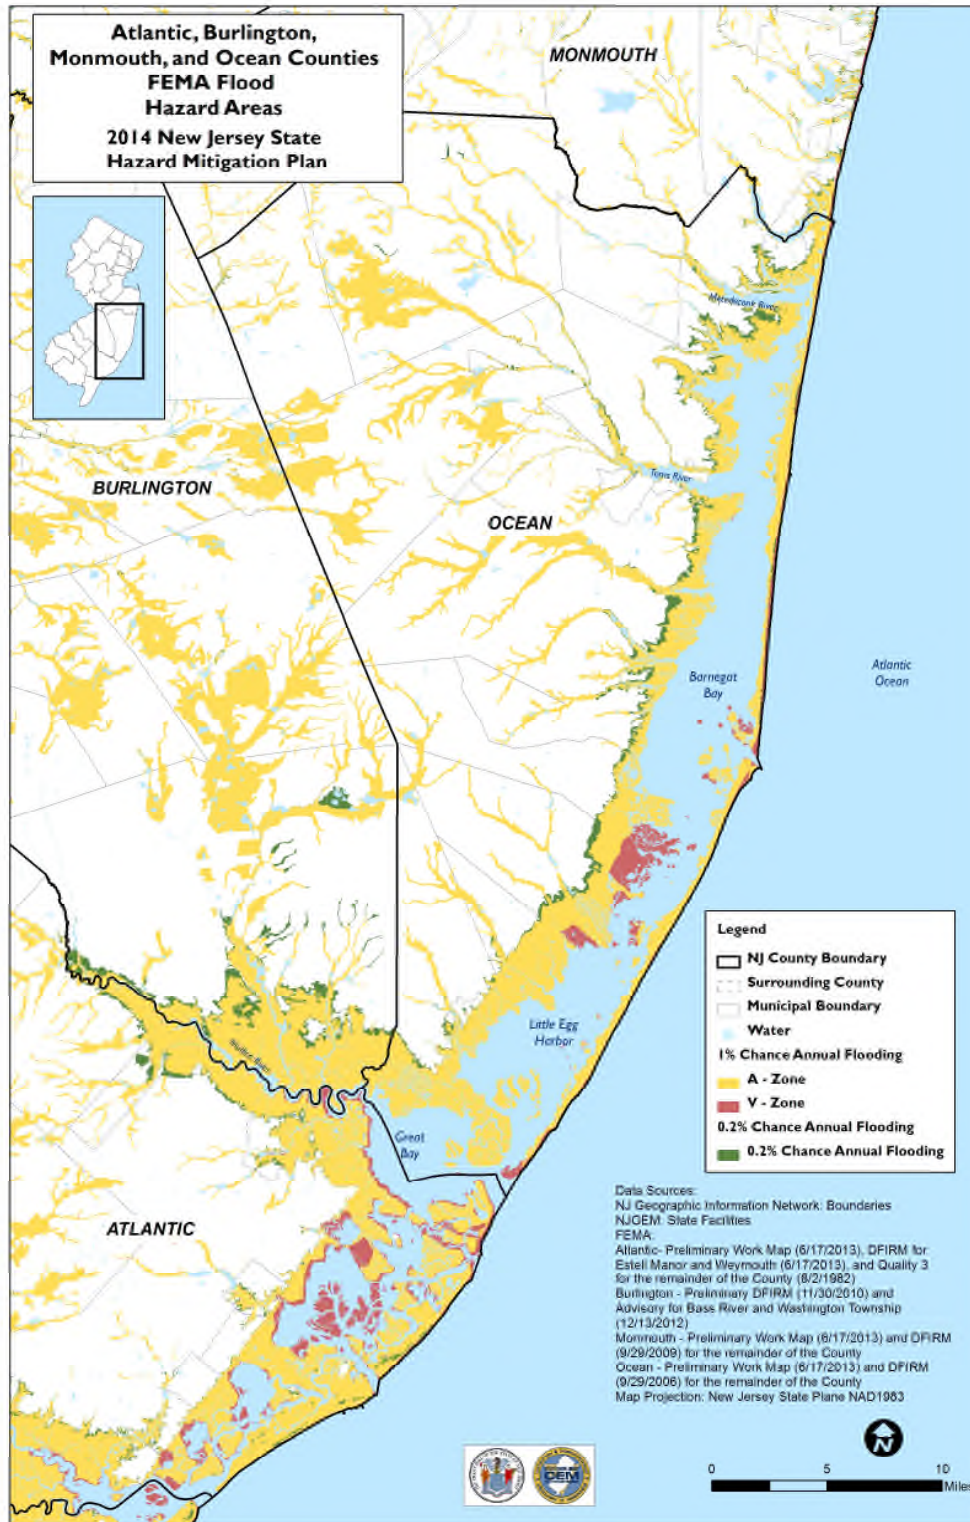 Atlantic, Burlington,
Monmouth, and Ocean Counties
FEMA Flood
Hazard Areas
2014 New Jersey State
Hazard Mitigation Plan
MONMOUTH
Metedeconk River
BURLINGTON
Toms River
OCEAN
Barnegat
Bay
Atlantic
Ocean
Little Egg
Harbor
Mullica River
Great
Bay
ATLANTIC
Legend
NJ County Boundary
Surrounding County
Municipal Boundary
Water
1% Chance Annual Flooding
A - Zone
V - Zone
0.2% Chance Annual Flooding
0.2% Chance Annual Flooding
Data Sources:
NJ Geographic Information Network: Boundaries
NJOEM: State Facilities
FEMA:
Atlantic- Preliminary Work Map (6/17/2013), DFIRM for
Estell Manor and Weymouth (6/17/2013), and Quality 3
for the remainder of the County (8/2/1982)
Burlington - Preliminary DFIRM (11/30/2010) and
Advisory for Bass River and Washington Township
(12/13/2012)
Monmouth - Preliminary Work Map (6/17/2013) and DFIRM
(9/29/2009) for the remainder of the County
Ocean - Preliminary Work Map (6/17/2013) and DFIRM
(9/29/2006) for the remainder of the County
Map Projection: New Jersey State Plane NAD1983
N
OEM
0 5 10
Miles